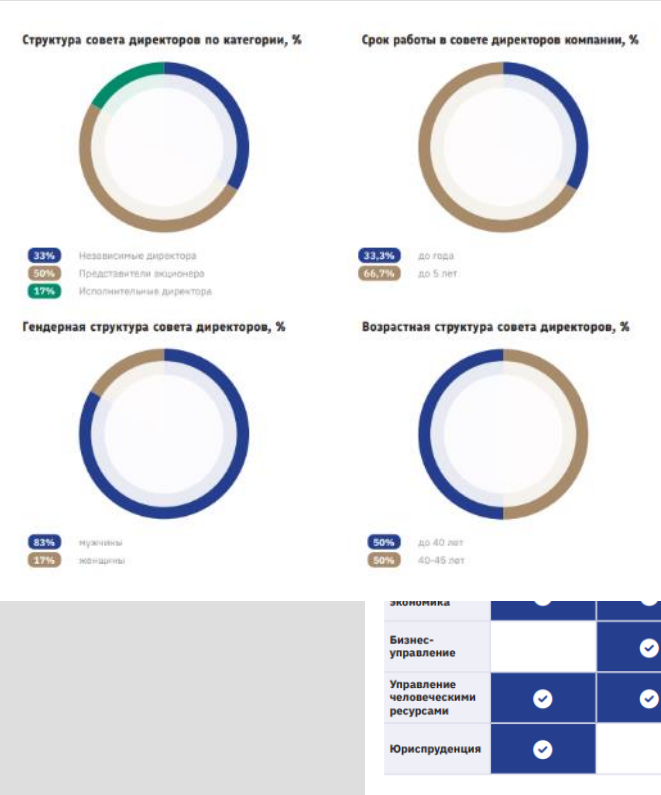 Структура совета директоров по категории, %
33% Независимые директора
50% Представители акционера
17% Исполнительные директора
Срок работы в совете директоров компании, %
33,3% до года
66,7% до 5 лет
Гендерная структура совета директоров, %
83% мужчины
17% женщины
Возрастная структура совета директоров, %
50% до 40 лет
50% 40-45 лет
экономика
Бизнес-
управление
Управление
человеческими
ресурсами
Юриспруденция